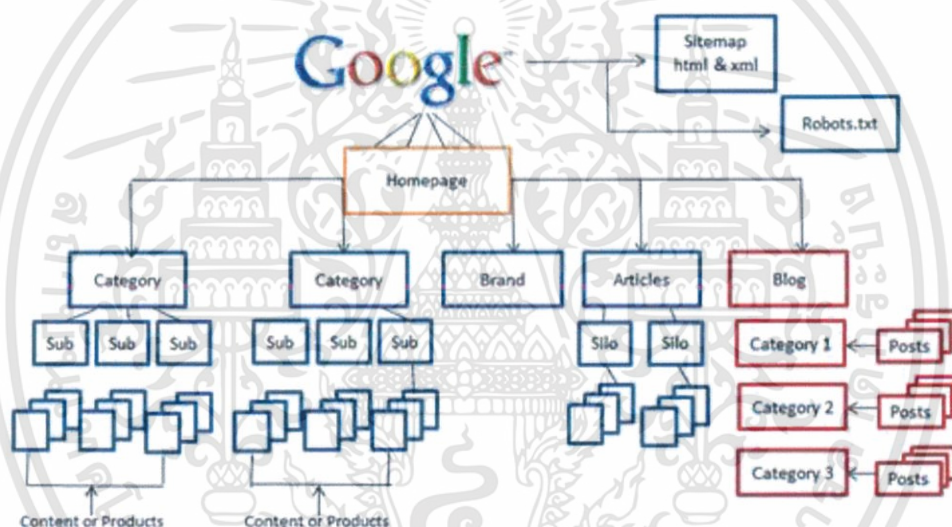 Google
Sitemap
html & xml
Robots.txt
Homepage
Category
Category
Brand
Articles
Blog
Sub
Sub
Sub
Sub
Sub
Sub
Silo
Silo
Category 1
Posts
Category 2
Posts
Category 3
Posts
Content or Products
Content or Products